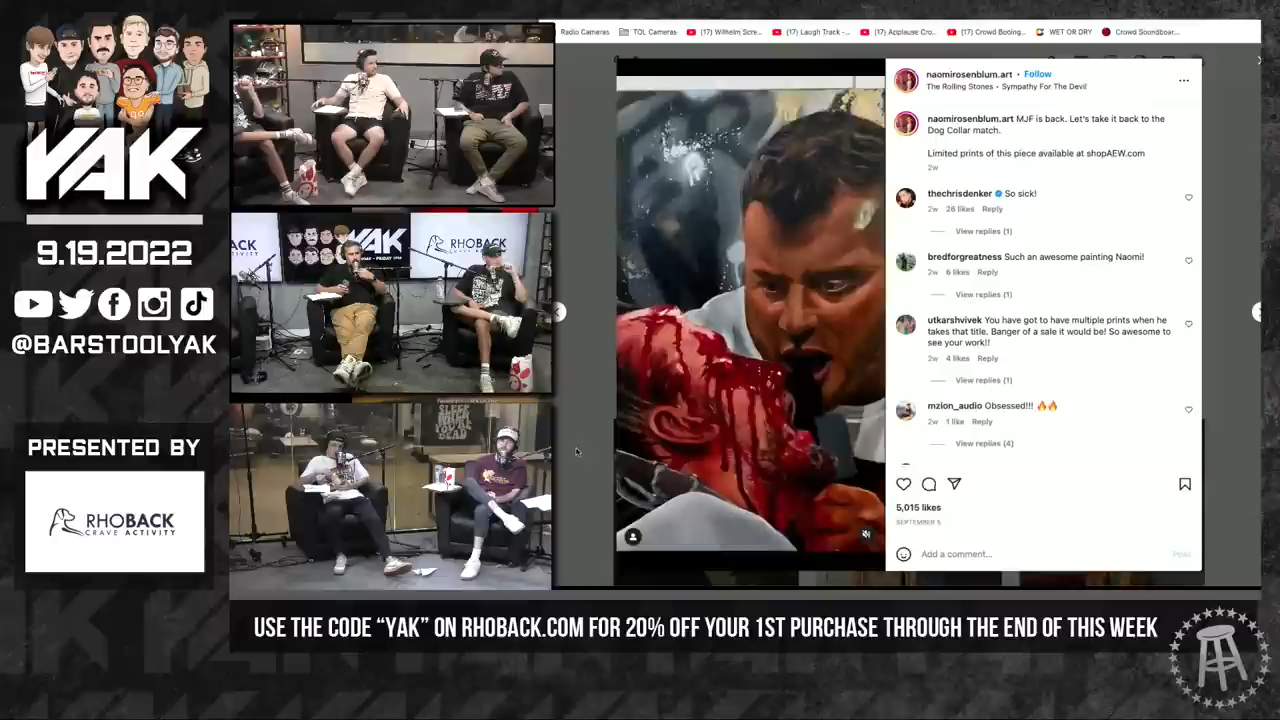 YAK
9.19.2022
@BARSTOOLYAK
PRESENTED BY
RHOBACK
CRAVE ACTIVITY
YAK
RHOBACK
SLEEP
WHEN
YOU'RE
DEAD
Radio Cameras
TOL Cameras
(17) Wilhelm Scre...
(17) Laugh Track -...
(17) Applause Cro...
(17) Crowd Booing...
WET OR DRY
Crowd Soundboar...
naomirosenblum.art • Follow
The Rolling Stones • Sympathy For The Devil
naomirosenblum.art MJF is back. Let's take it back to the
Dog Collar match.
Limited prints of this piece available at shopAEW.com
2w
thechrisdenker So sick!
2w 26 likes Reply
View replies (1)
bredforgreatness Such an awesome painting Naomi!
2w 6 likes Reply
View replies (1)
utkarshvivek You have got to have multiple prints when he
takes that title. Banger of a sale it would be! So awesome to
see your work!!
2w 4 likes Reply
View replies (1)
mzion_audio Obsessed!!! 🔥🔥
2w 1 like Reply
View replies (4)
5,015 likes
SEPTEMBER 5
Add a comment...
Post
USE THE CODE “YAK” ON RHOBACK.COM FOR 20% OFF YOUR 1ST PURCHASE THROUGH THE END OF THIS WEEK